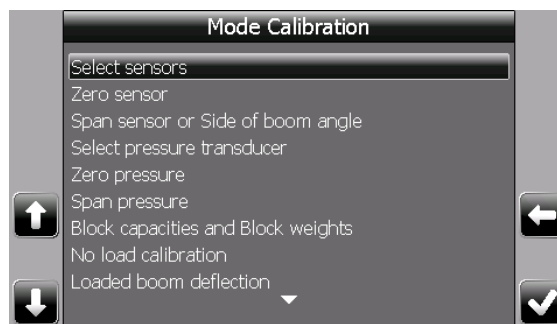 Mode Calibration
Select sensors
Zero sensor
Span sensor or Side of boom angle
Select pressure transducer
Zero pressure
Span pressure
Block capacities and Block weights
No load calibration
Loaded boom deflection